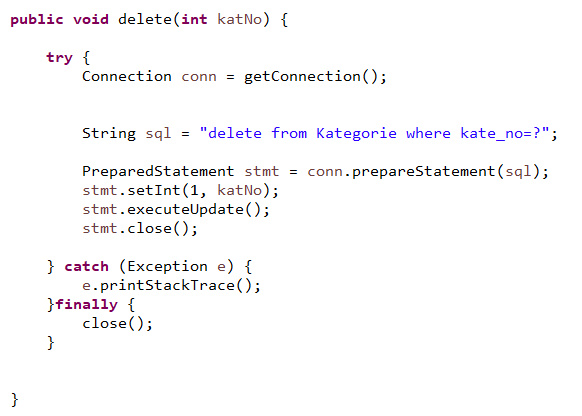 public void delete(int katNo) {
try {
Connection conn = getConnection();
String sql = "delete from Kategorie where kate_no=?";
PreparedStatement stmt = conn.prepareStatement(sql);
stmt.setInt(1, katNo);
stmt.executeUpdate();
stmt.close();
} catch (Exception e) {
e.printStackTrace();
}finally {
close();
}
}